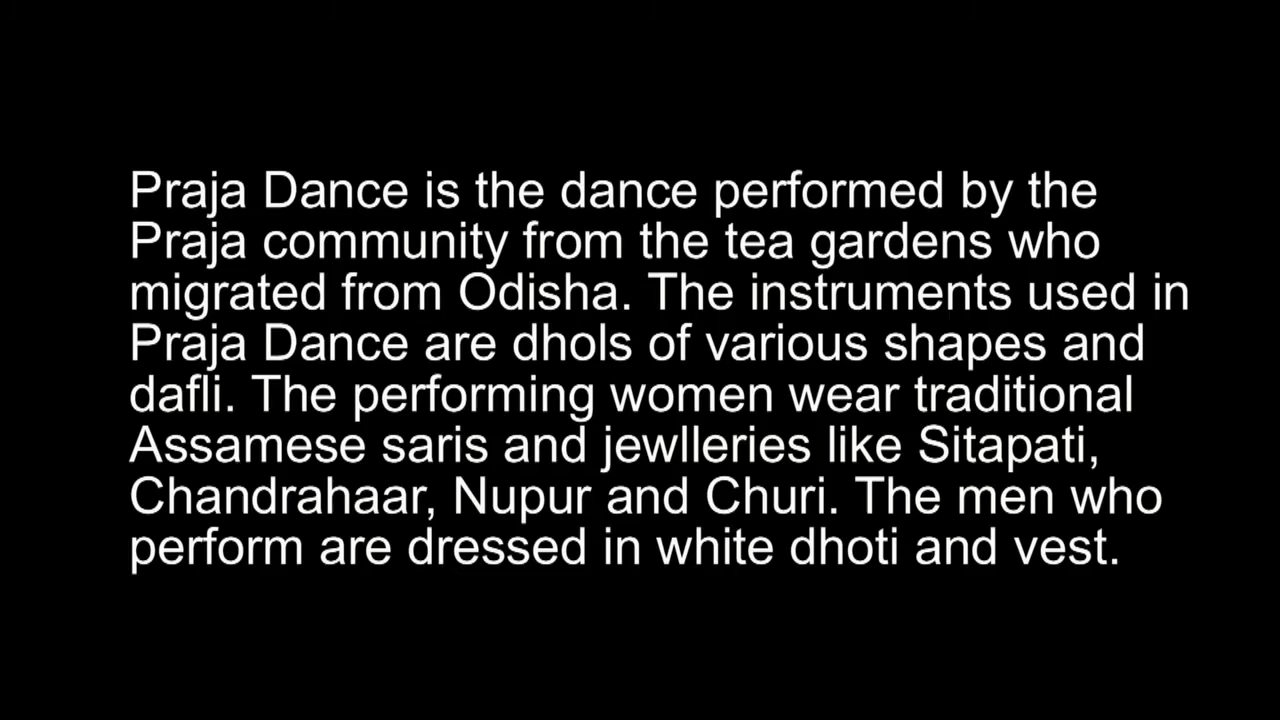 Praja Dance is the dance performed by the
Praja community from the tea gardens who
migrated from Odisha. The instruments used in
Praja Dance are dhols of various shapes and
dafli. The performing women wear traditional
Assamese saris and jewlleries like Sitapati,
Chandrahaar, Nupur and Churi. The men who
perform are dressed in white dhoti and vest.